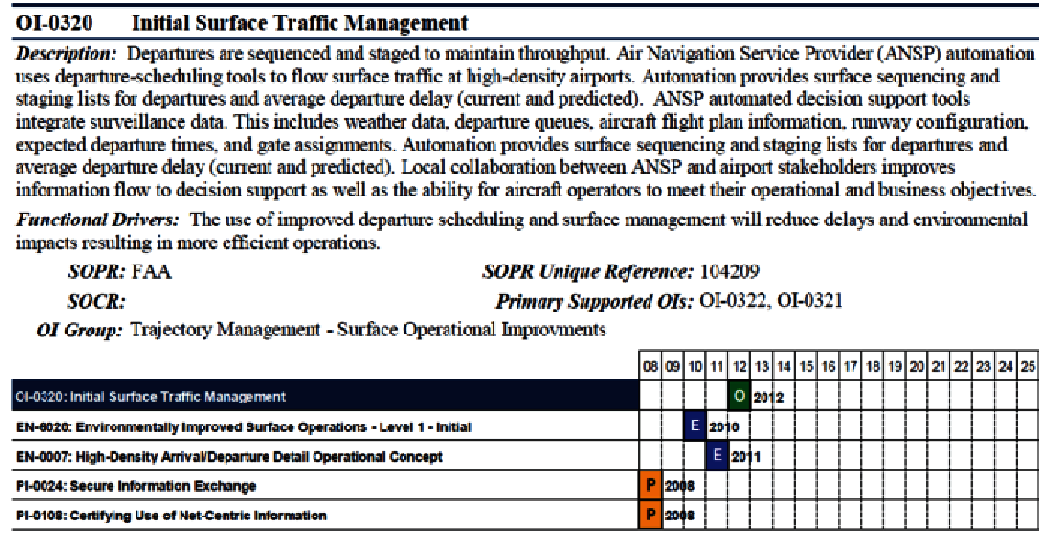 OI-0320 Initial Surface Traffic Management
Description: Departures are sequenced and staged to maintain throughput. Air Navigation Service Provider (ANSP) automation
uses departure-scheduling tools to flow surface traffic at high-density airports. Automation provides surface sequencing and
staging lists for departures and average departure delay (current and predicted). ANSP automated decision support tools
integrate surveillance data. This includes weather data, departure queues, aircraft flight plan information, runway configuration,
expected departure times, and gate assignments. Automation provides surface sequencing and staging lists for departures and
average departure delay (current and predicted). Local collaboration between ANSP and airport stakeholders improves
information flow to decision support as well as the ability for aircraft operators to meet their operational and business objectives.
Functional Drivers: The use of improved departure scheduling and surface management will reduce delays and environmental
impacts resulting in more efficient operations.
SOPR: FAA SOPR Unique Reference: 104209
SOCR: Primary Supported OIs: OI-0322, OI-0321
OI Group: Trajectory Management - Surface Operational Improvments
08 09 10 11 12 13 14 15 16 17 18 19 20 21 22 23 24 25
OI-0320: Initial Surface Traffic Management O 2012
EN-6020: Environmentally Improved Surface Operations - Level 1 - Initial E 2010
EN-0007: High-Density Arrival/Departure Detail Operational Concept E 2011
PI-0024: Secure Information Exchange P 2008
PI-0108: Certifying Use of Net-Centric Information P 2008